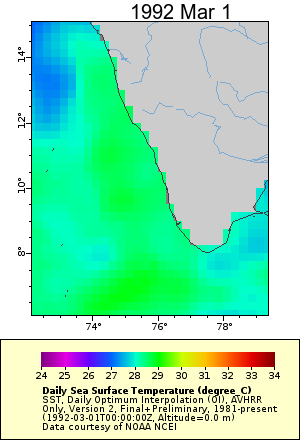 1992 Mar 1
14°
12°
10°
8°
74°
76°
78°
24 25 26 27 28 29 30 31 32 33 34
Daily Sea Surface Temperature (degree_C)
SST, Daily Optimum Interpolation (OI), AVHRR
Only, Version 2, Final+Preliminary, 1981-present
(1992-03-01T00:00:00Z, Altitude=0.0 m)
Data courtesy of NOAA NCEI